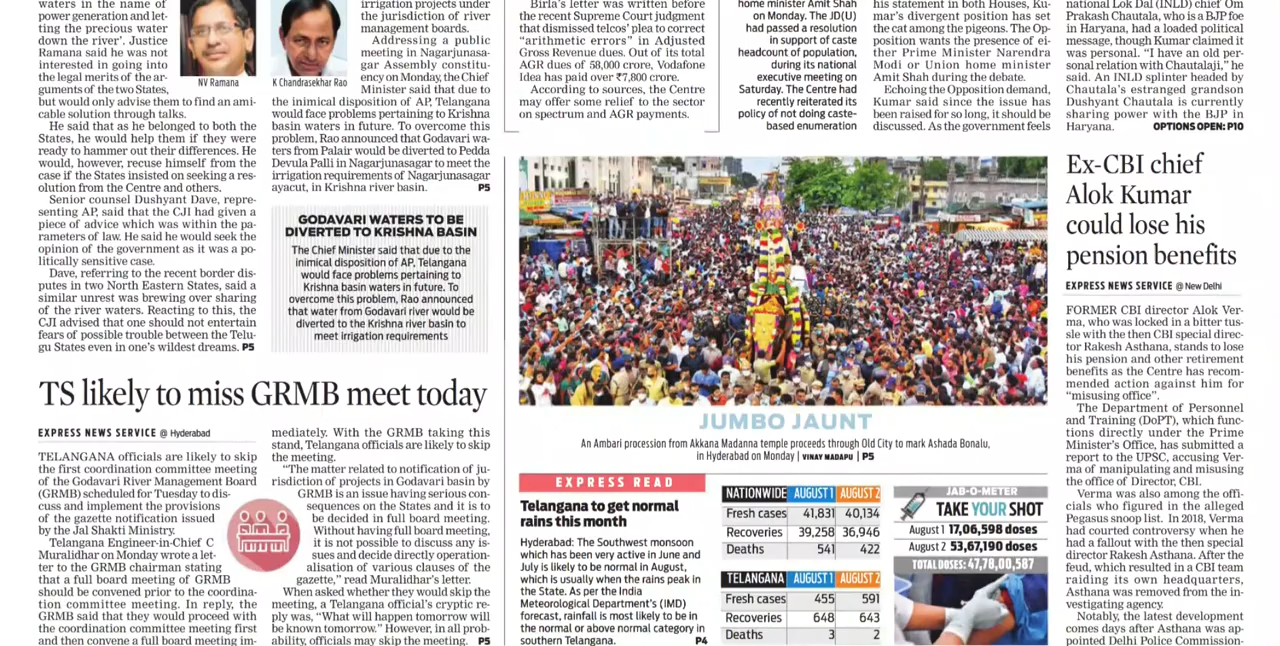 waters in the name of
power generation and let-
ting the precious water
down the river'. Justice
Ramana said he was not
interested in going into
the legal merits of the ar-
guments of the two States,
but would only advise them to find an ami-
cable solution through talks.
He said that as he belonged to both the
States, he would help them if they were
ready to hammer out their differences. He
would, however, recuse himself from the
case if the States insisted on seeking a res-
olution from the Centre and others.
Senior counsel Dushyant Dave, repre-
senting AP, said that the CJI had given a
piece of advice which was within the pa-
rameters of law. He said he would seek the
opinion of the government as it was a po-
litically sensitive case.
Dave, referring to the recent border dis-
putes in two North Eastern States, said a
similar unrest was brewing over sharing
of the river waters. Reacting to this, the
CJI advised that one should not entertain
fears of possible trouble between the Telu-
gu States even in one's wildest dreams. P5
NV Ramana
K Chandrasekhar Rao
irrigation projects under
the jurisdiction of river
management boards.
Addressing a public
meeting in Nagarjunasa-
gar Assembly constitu-
ency on Monday, the Chief
Minister said that due to
the inimical disposition of AP, Telangana
would face problems pertaining to Krishna
basin waters in future. To overcome this
problem, Rao announced that Godavari wa-
ters from Palair would be diverted to Pedda
Devula Palli in Nagarjunasagar to meet the
irrigation requirements of Nagarjunasagar
ayacut, in Krishna river basin. P5
GODAVARI WATERS TO BE
DIVERTED TO KRISHNA BASIN
The Chief Minister said that due to the
inimical disposition of AP, Telangana
would face problems pertaining to
Krishna basin waters in future. To
overcome this problem, Rao announced
that water from Godavari river would be
diverted to the Krishna river basin to
meet irrigation requirements
TS likely to miss GRMB meet today
EXPRESS NEWS SERVICE @ Hyderabad
TELANGANA officials are likely to skip
the first coordination committee meeting
of the Godavari River Management Board
(GRMB) scheduled for Tuesday to dis-
cuss and implement the provisions
of the gazette notification issued
by the Jal Shakti Ministry.
Telangana Engineer-in-Chief C
Muralidhar on Monday wrote a let-
ter to the GRMB chairman stating
that a full board meeting of GRMB
should be convened prior to the coordina-
tion committee meeting. In reply, the
GRMB said that they would proceed with
the coordination committee meeting first
and then convene a full board meeting im-
mediately. With the GRMB taking this
stand, Telangana officials are likely to skip
the meeting.
"The matter related to notification of ju-
risdiction of projects in Godavari basin by
GRMB is an issue having serious con-
sequences on the States and it is to
be decided in full board meeting.
Without having full board meeting,
it is not possible to discuss any is-
sues and decide directly operation-
alisation of various clauses of the
gazette," read Muralidhar's letter.
When asked whether they would skip the
meeting, a Telangana official's cryptic re-
ply was, "What will happen tomorrow will
be known tomorrow." However, in all prob-
ability, officials may skip the meeting. P5
Birla's letter was written before
the recent Supreme Court judgment
that dismissed telcos' plea to correct
"arithmetic errors" in Adjusted
Gross Revenue dues. Out of its total
AGR dues of 58,000 crore, Vodafone
Idea has paid over ₹7,800 crore.
According to sources, the Centre
may offer some relief to the sector
on spectrum and AGR payments.
home minister Amit Shah
on Monday. The JD(U)
had passed a resolution
in support of caste
headcount of population,
during its national
executive meeting on
Saturday. The Centre had
recently reiterated its
policy of not doing caste-
based enumeration
his statement in both Houses, Ku-
mar's divergent position has set
the cat among the pigeons. The Op-
position wants the presence of ei-
ther Prime Minister Narendra
Modi or Union home minister
Amit Shah during the debate.
Echoing the Opposition demand,
Kumar said since the issue has
been raised for so long, it should be
discussed. As the government feels
national Lok Dal (INLD) chief Om
Prakash Chautala, who is a BJP foe
in Haryana, had a loaded political
message, though Kumar claimed it
was personal. "I have an old per-
sonal relation with Chautalaji," he
said. An INLD splinter headed by
Chautala's estranged grandson
Dushyant Chautala is currently
sharing power with the BJP in
Haryana. OPTIONS OPEN: P10
JUMBO JAUNT
An Ambari procession from Akkana Madanna temple proceeds through Old City to mark Ashada Bonalu,
in Hyderabad on Monday | VINAY MADAPU | P5
EXPRESS READ
Telangana to get normal
rains this month
Hyderabad: The Southwest monsoon
which has been very active in June and
July is likely to be normal in August,
which is usually when the rains peak in
the State. As per the India
Meteorological Department's (IMD)
forecast, rainfall is most likely to be in
the normal or above normal category in
southern Telangana. P4
NATIONWIDE AUGUST 1 AUGUST 2
Fresh cases 41,831 40,134
Recoveries 39,258 36,946
Deaths 541 422
TELANGANA AUGUST 1 AUGUST 2
Fresh cases 455 591
Recoveries 648 643
Deaths 3 2
JAB-O-METER
TAKE YOUR SHOT
August 1 17,06,598 doses
August 2 53,67,190 doses
TOTAL DOSES: 47,78,00,587
Ex-CBI chief
Alok Kumar
could lose his
pension benefits
EXPRESS NEWS SERVICE @ New Delhi
FORMER CBI director Alok Ver-
ma, who was locked in a bitter tus-
sle with the then CBI special direc-
tor Rakesh Asthana, stands to lose
his pension and other retirement
benefits as the Centre has recom-
mended action against him for
"misusing office".
The Department of Personnel
and Training (DoPT), which func-
tions directly under the Prime
Minister's Office, has submitted a
report to the UPSC, accusing Ver-
ma of manipulating and misusing
the office of Director, CBI.
Verma was also among the offi-
cials who figured in the alleged
Pegasus snoop list. In 2018, Verma
had courted controversy when he
had a fallout with the then special
director Rakesh Asthana. After the
feud, which resulted in a CBI team
raiding its own headquarters,
Asthana was removed from the in-
vestigating agency.
Notably, the latest development
comes days after Asthana was ap-
pointed Delhi Police Commission-